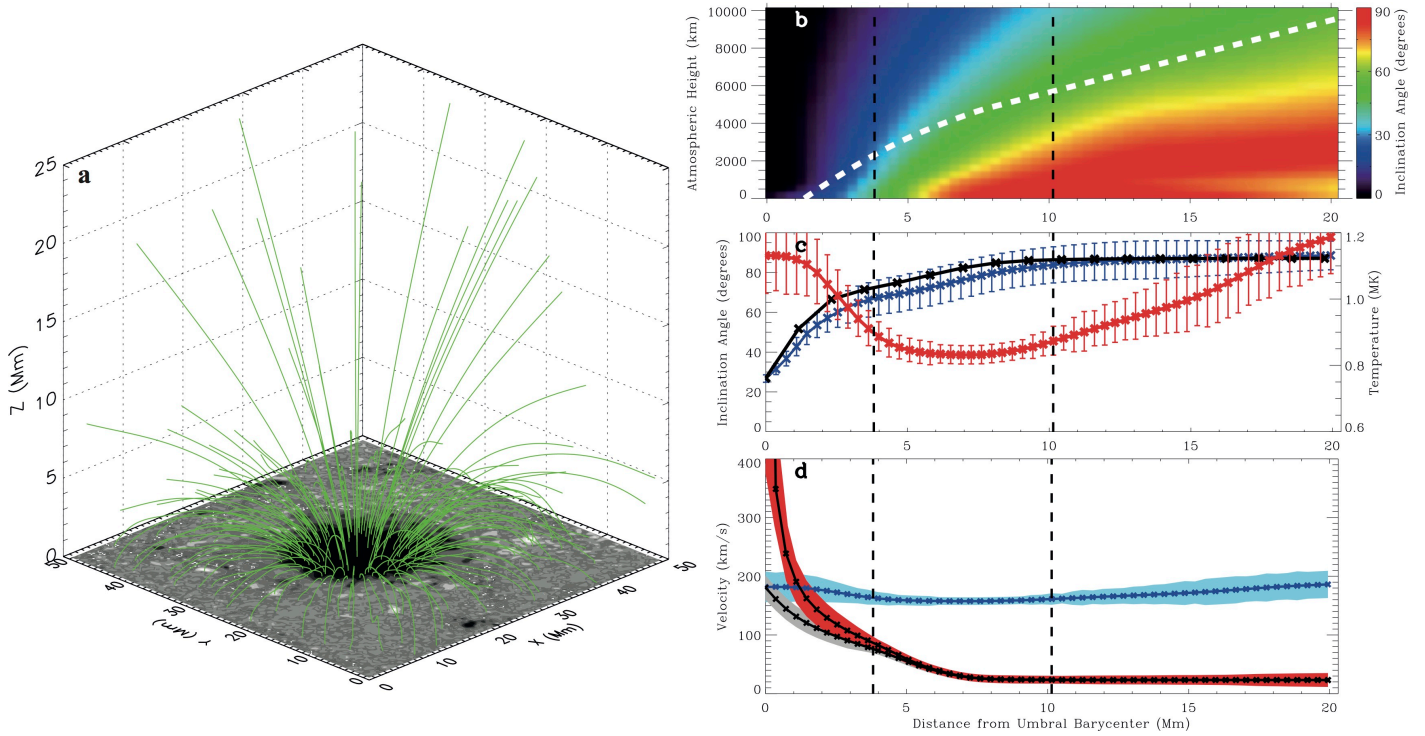 a
25
20
15
10
5
0
Z (Mm)
50
40
30
20
10
0
Y (Mm)
0
10
20
30
40
50
X (Mm)
b
10000
8000
6000
4000
2000
0
Atmospheric Height (km)
0 5 10 15 20
90
60
30
0
Inclination Angle (degrees)
c
100
80
60
40
20
0
Inclination Angle (degrees)
1.2
1.0
0.8
0.6
Temperature (MK)
0 5 10 15 20
d
400
300
200
100
0
Velocity (km/s)
0 5 10 15 20
Distance from Umbral Barycenter (Mm)